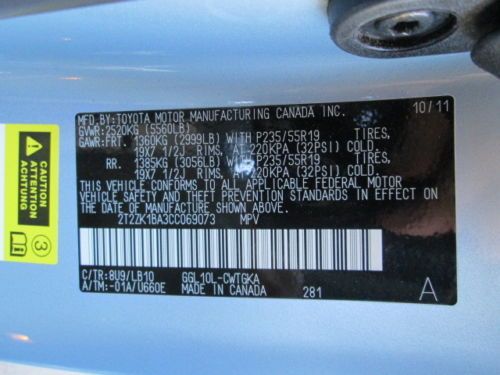 MFD.BY:TOYOTA MOTOR MANUFACTURING CANADA INC. 10/11
GVWR:2520KG (5560LB)
GAWR:FRT. 1360KG (2999LB) WITH P235/55R19 TIRES,
19X7 1/2J RIMS, AT 220KPA (32PSI) COLD.
RR. 1385KG (3056LB) WITH P235/55R19 TIRES,
19X7 1/2J RIMS, AT 220KPA (32PSI) COLD.
THIS VEHICLE CONFORMS TO ALL APPLICABLE FEDERAL MOTOR
VEHICLE SAFETY AND THEFT PREVENTION STANDARDS IN EFFECT ON
THE DATE OF MANUFACTURE SHOWN ABOVE.
2T2ZK1BA3CC069073 MPV
C/TR:8U9/LB10 GGL10L-CWTGKA
A/TM:-01A/U660E MADE IN CANADA 281 A
CAUTION
ATTENTION
ACHTUNG
3